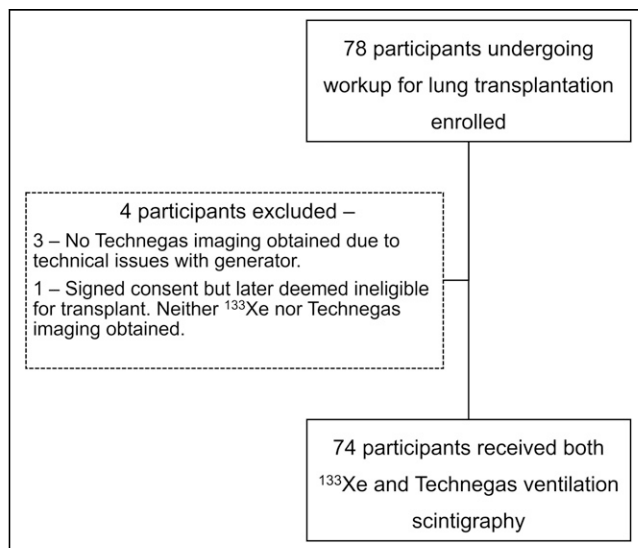 78 participants undergoing
workup for lung transplantation
enrolled
4 participants excluded –
3 – No Technegas imaging obtained due to
technical issues with generator.
1 – Signed consent but later deemed ineligible
for transplant. Neither ¹³³Xe nor Technegas
imaging obtained.
74 participants received both
¹³³Xe and Technegas ventilation
scintigraphy